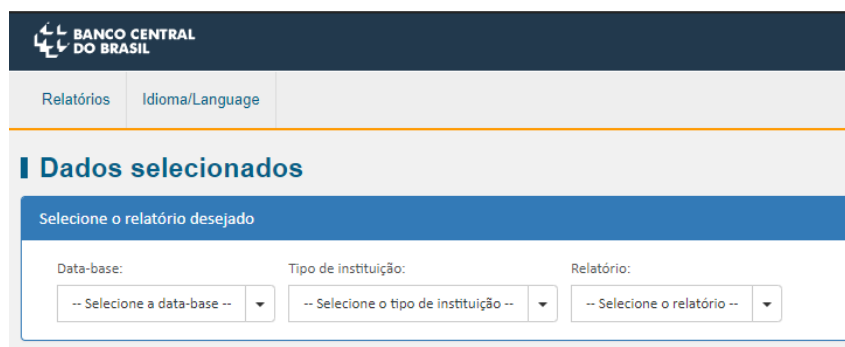 BANCO CENTRAL
DO BRASIL
Relatórios Idioma/Language
Dados selecionados
Selecione o relatório desejado
Data-base: Tipo de instituição: Relatório:
-- Selecione a data-base -- -- Selecione o tipo de instituição -- -- Selecione o relatório --